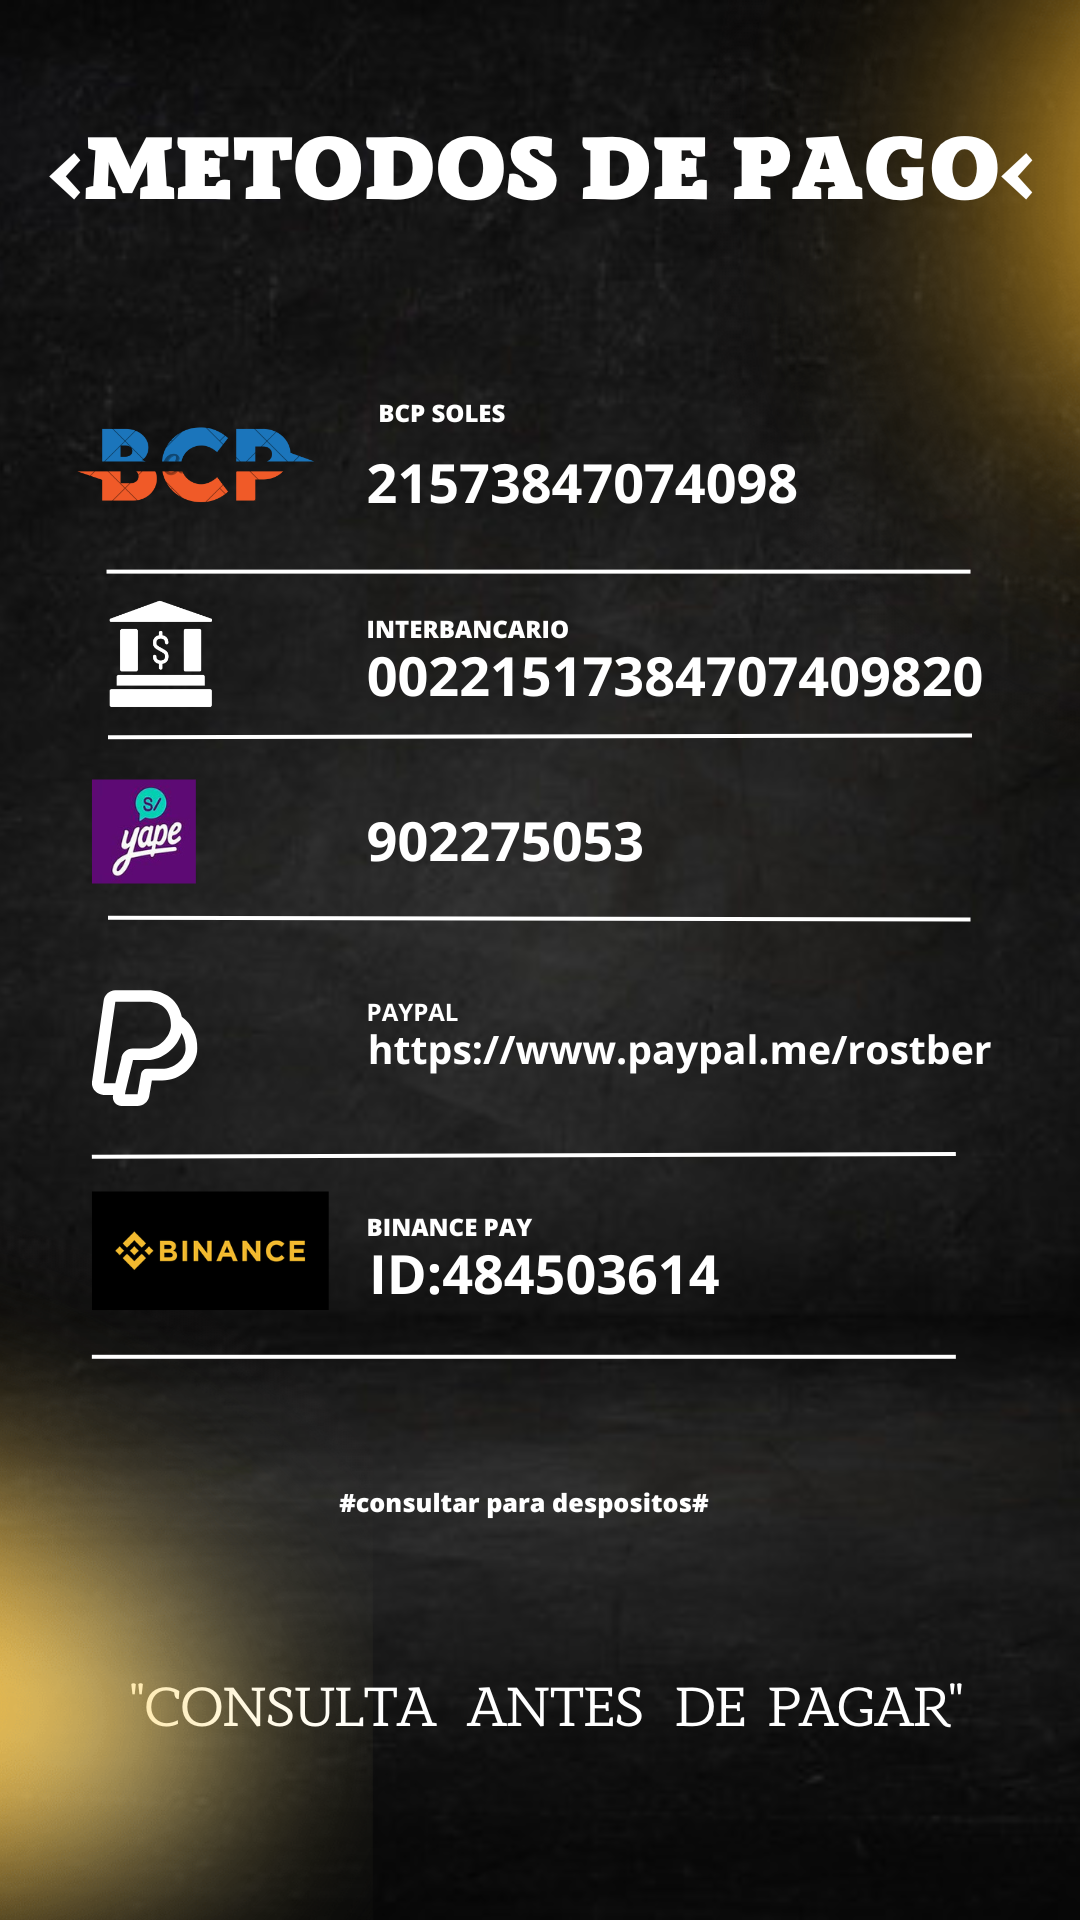 <METODOS DE PAGO<
BCP SOLES
BCP
21573847074098
$
INTERBANCARIO
00221517384707409820
S/
yape
902275053
PAYPAL
https://www.paypal.me/rostber
BINANCE PAY
BINANCE
ID:484503614
#consultar para despositos#
"CONSULTA ANTES DE PAGAR"